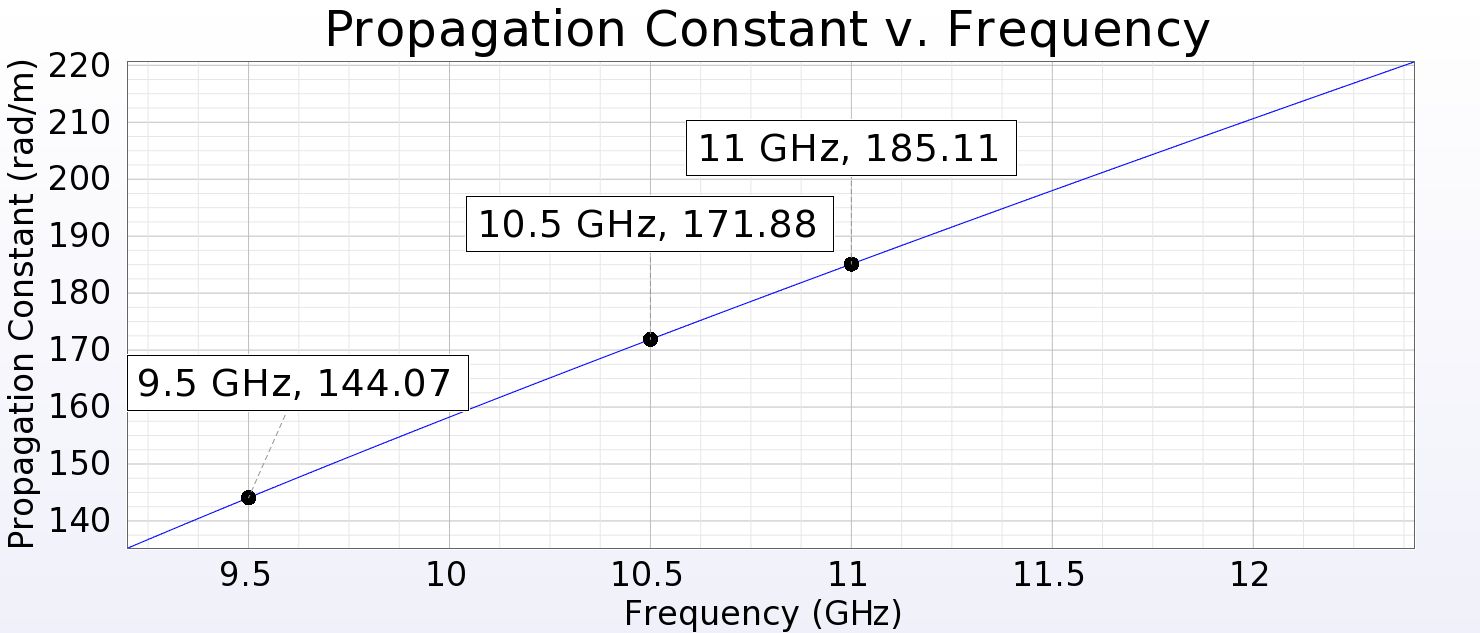 Propagation Constant v. Frequency
Propagation Constant (rad/m)
220
210
200
190
180
170
160
150
140
11 GHz, 185.11
10.5 GHz, 171.88
9.5 GHz, 144.07
9.5
10
10.5
11
11.5
12
Frequency (GHz)